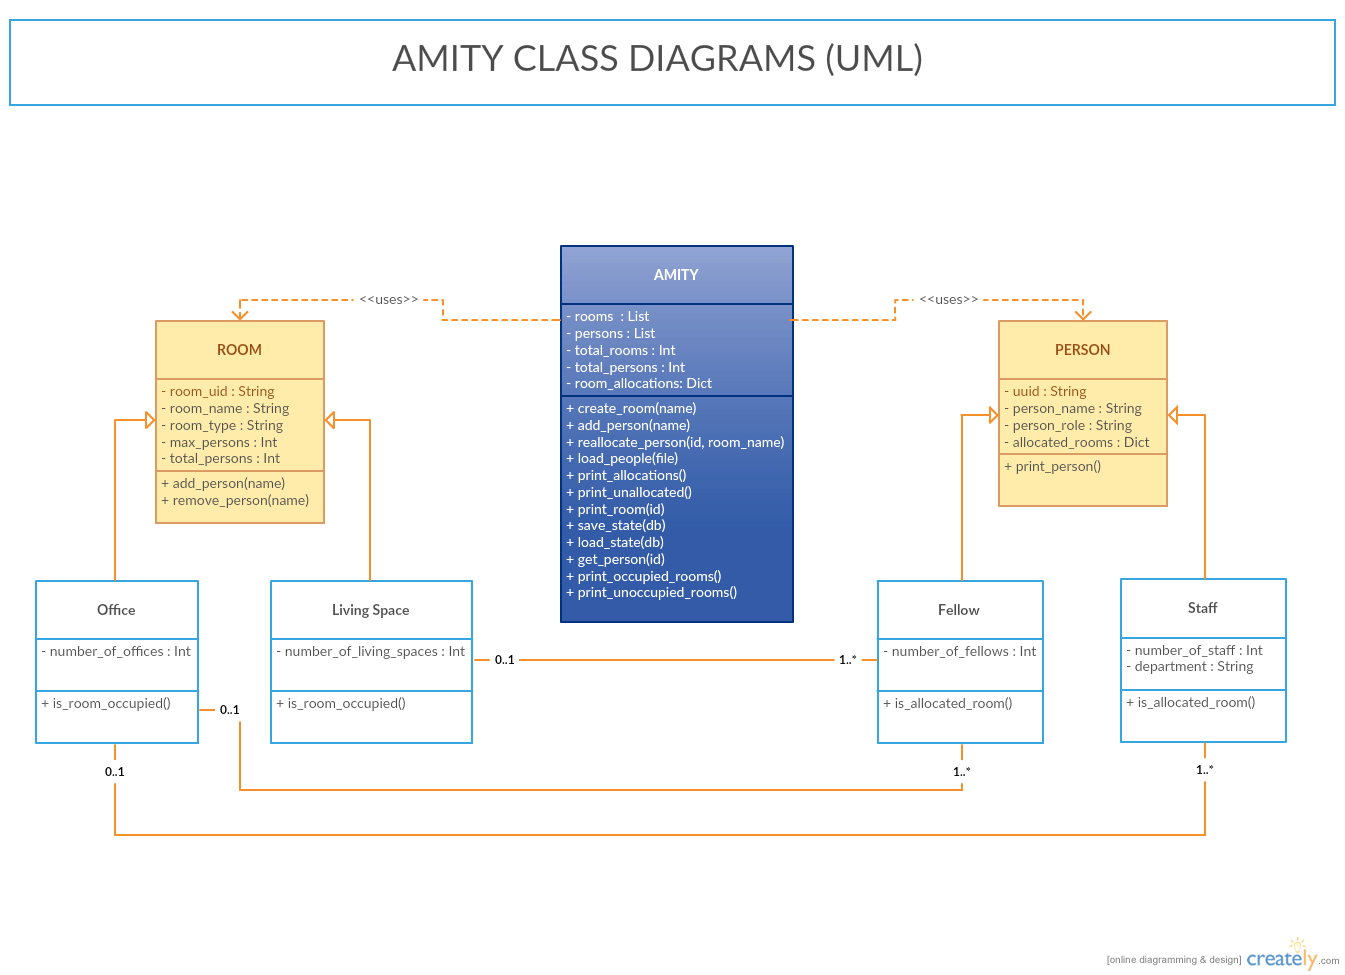 AMITY CLASS DIAGRAMS (UML)
AMITY
- rooms  : List
- persons : List
- total_rooms : Int
- total_persons : Int
- room_allocations: Dict
+ create_room(name)
+ add_person(name)
+ reallocate_person(id, room_name)
+ load_people(file)
+ print_allocations()
+ print_unallocated()
+ print_room(id)
+ save_state(db)
+ load_state(db)
+ get_person(id)
+ print_occupied_rooms()
+ print_unoccupied_rooms()
<<uses>>
<<uses>>
ROOM
- room_uid : String
- room_name : String
- room_type : String
- max_persons : Int
- total_persons : Int
+ add_person(name)
+ remove_person(name)
PERSON
- uuid : String
- person_name : String
- person_role : String
- allocated_rooms : Dict
+ print_person()
Office
- number_of_offices : Int
+ is_room_occupied()
Living Space
- number_of_living_spaces : Int
+ is_room_occupied()
Fellow
- number_of_fellows : Int
+ is_allocated_room()
Staff
- number_of_staff : Int
- department : String
+ is_allocated_room()
0..1
1..*
0..1
0..1
1..*
1..*
[online diagramming & design] creately.com